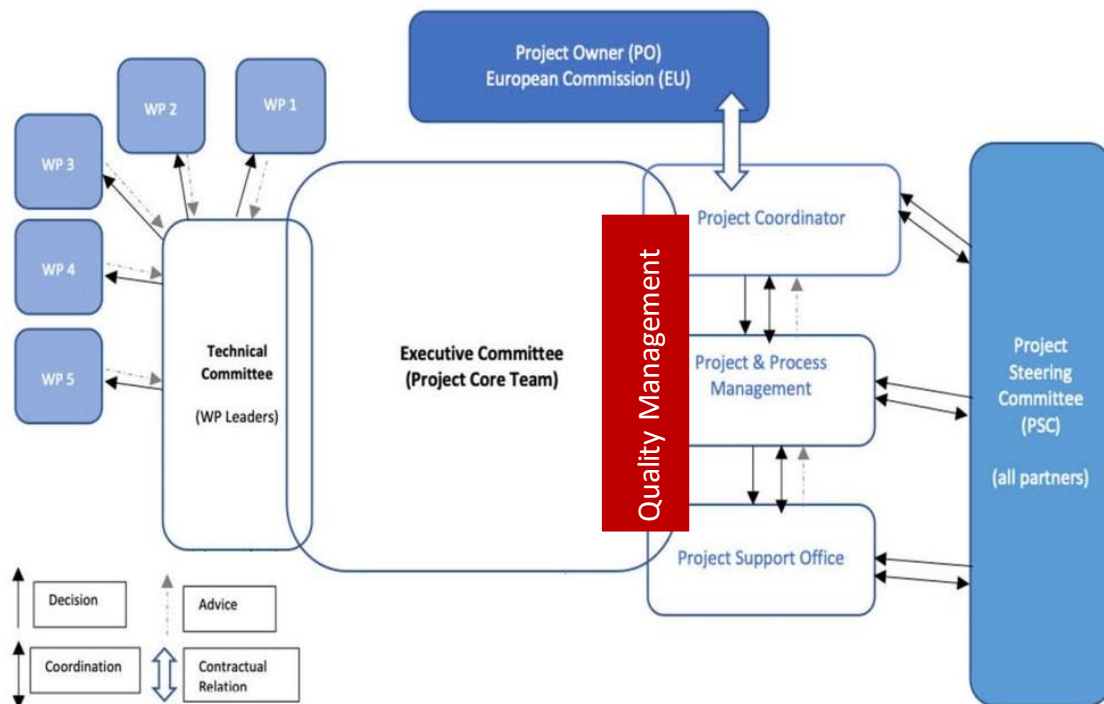 Project Owner (PO)
European Commission (EU)
WP 1
WP 2
WP 3
WP 4
WP 5
Technical
Committee
(WP Leaders)
Executive Committee
(Project Core Team)
Quality Management
Project Coordinator
Project & Process
Management
Project Support Office
Project
Steering
Committee
(PSC)
(all partners)
Decision
Advice
Coordination
Contractual
Relation